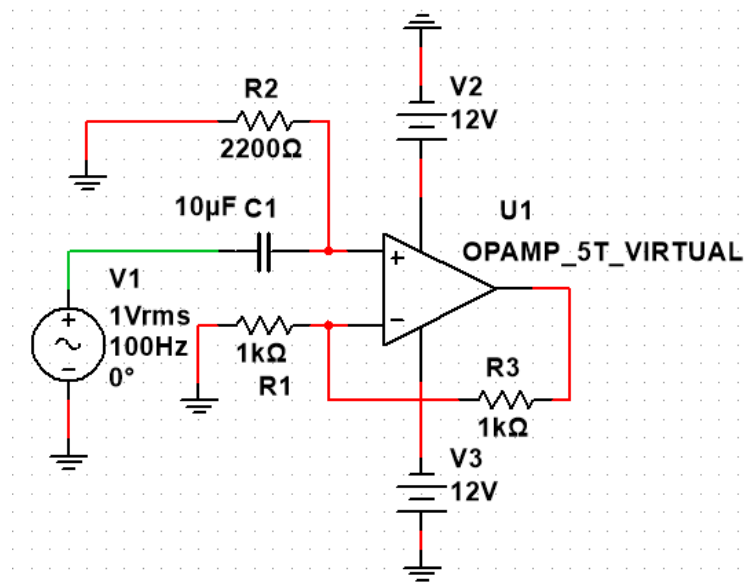 V2
12V
R2
2200Ω
10µF C1
U1
OPAMP_5T_VIRTUAL
+
V1
+
1Vrms
100Hz
0°
−
−
1kΩ
R1
R3
1kΩ
V3
12V